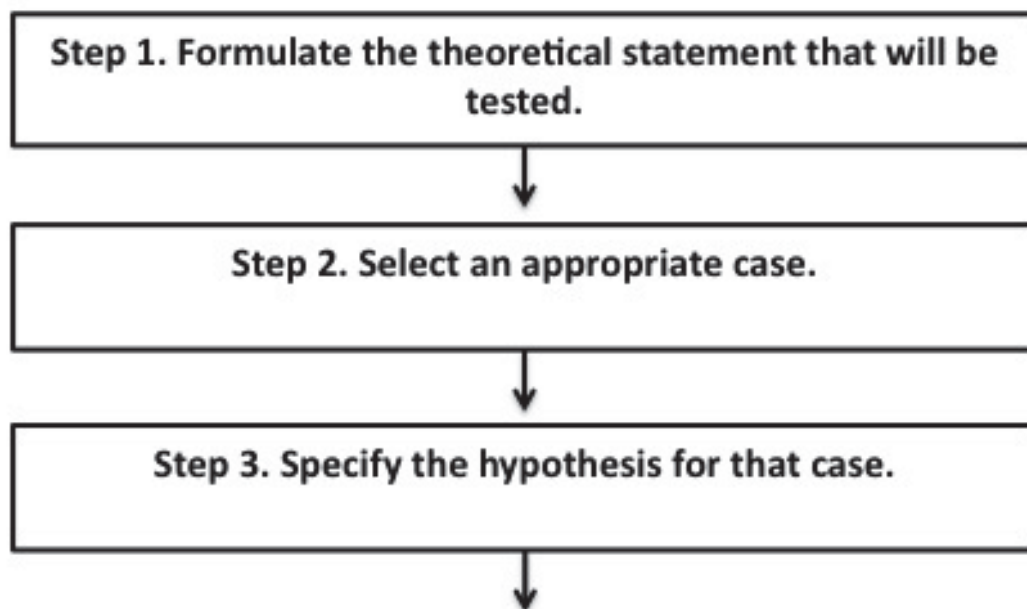 Step 1. Formulate the theoretical statement that will be
tested.
Step 2. Select an appropriate case.
Step 3. Specify the hypothesis for that case.